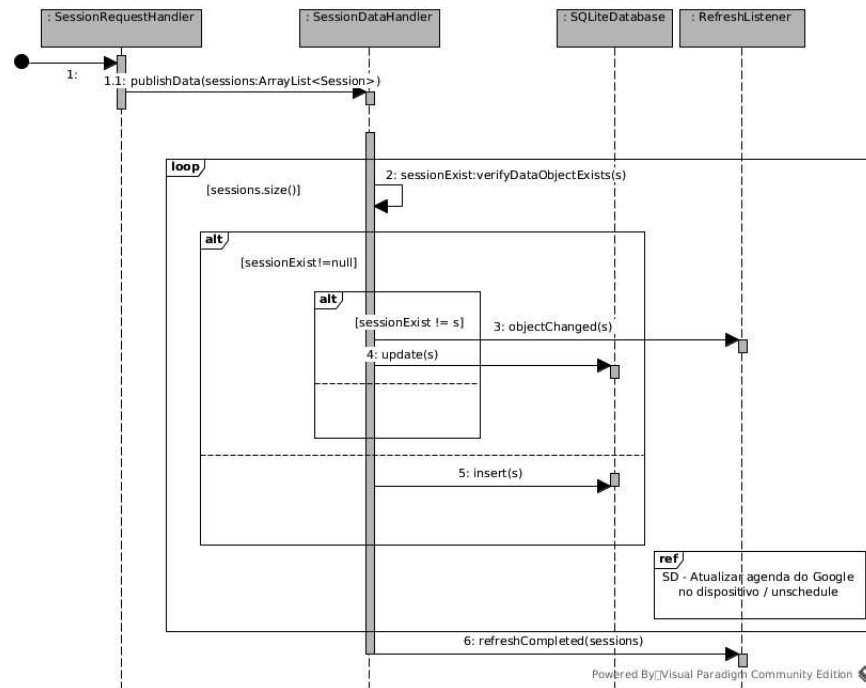 : SessionRequestHandler
: SessionDataHandler
: SQLiteDatabase
: RefreshListener
1:
1.1: publishData(sessions:ArrayList<Session>)
loop
[sessions.size()]
2: sessionExist:verifyDataObjectExists(s)
alt
[sessionExist!=null]
alt
[sessionExist != s]
3: objectChanged(s)
4: update(s)
5: insert(s)
ref
SD - Atualizar agenda do Google
no dispositivo / unschedule
6: refreshCompleted(sessions)
Powered By Visual Paradigm Community Edition